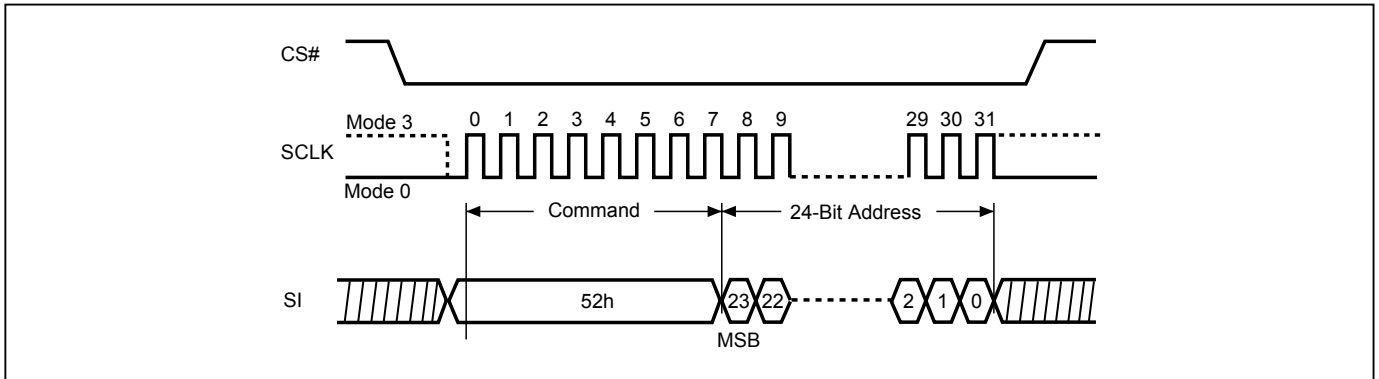 CS#
Mode 3
0 1 2 3 4 5 6 7 8 9 29 30 31
SCLK
Mode 0
Command 24-Bit Address
SI 52h 23 22 2 1 0
MSB